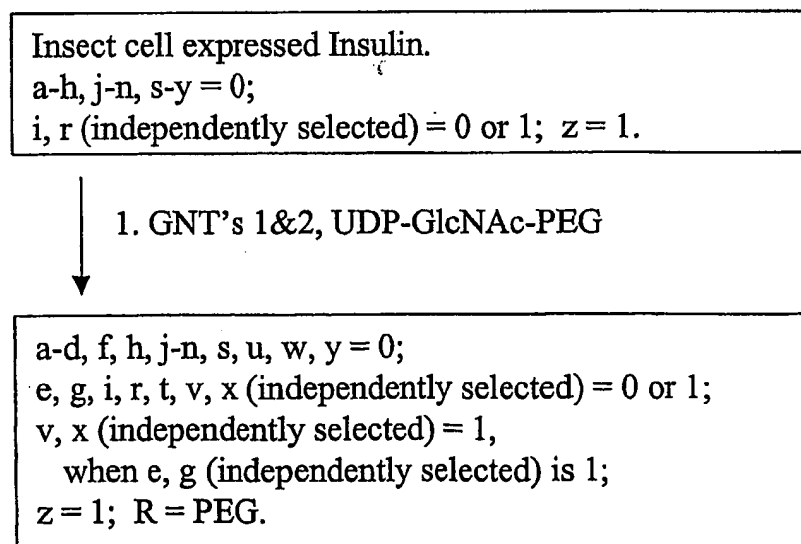 Insect cell expressed Insulin.
a-h, j-n, s-y = 0;
i, r (independently selected) = 0 or 1; z = 1.
1. GNT's 1&2, UDP-GlcNAc-PEG
a-d, f, h, j-n, s, u, w, y = 0;
e, g, i, r, t, v, x (independently selected) = 0 or 1;
v, x (independently selected) = 1,
when e, g (independently selected) is 1;
z = 1; R = PEG.